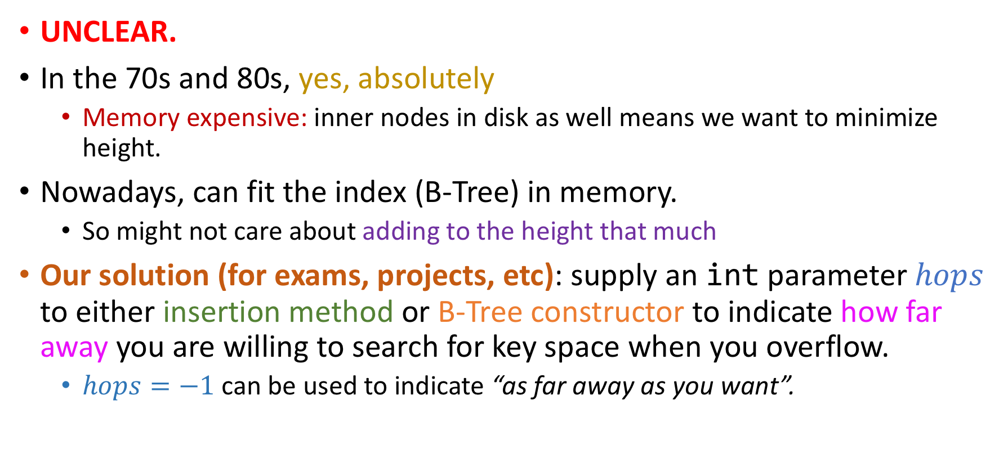 • UNCLEAR.
• In the 70s and 80s, yes, absolutely
• Memory expensive: inner nodes in disk as well means we want to minimize
height.
• Nowadays, can fit the index (B-Tree) in memory.
• So might not care about adding to the height that much
• Our solution (for exams, projects, etc): supply an int parameter hops
to either insertion method or B-Tree constructor to indicate how far
away you are willing to search for key space when you overflow.
• hops = −1 can be used to indicate “as far away as you want”.